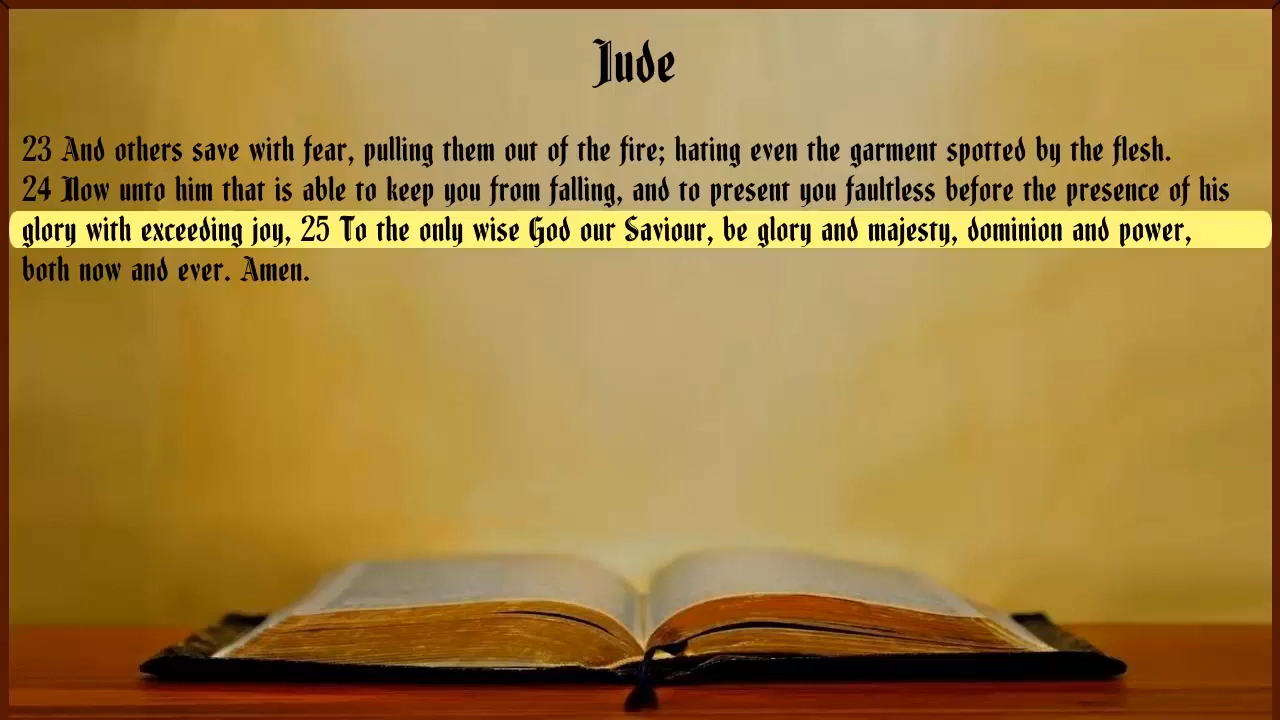 Jude
23 And others save with fear, pulling them out of the fire; hating even the garment spotted by the flesh.
24 Now unto him that is able to keep you from falling, and to present you faultless before the presence of his
glory with exceeding joy, 25 To the only wise God our Saviour, be glory and majesty, dominion and power,
both now and ever. Amen.